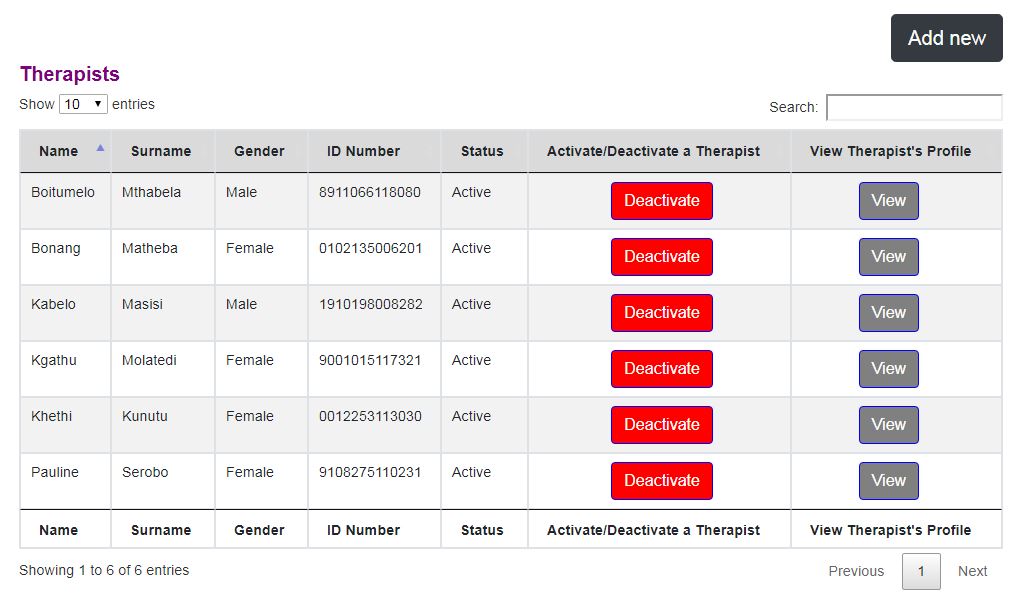 Add new
Therapists
Show 10 entries
Search:
Name Surname Gender ID Number Status Activate/Deactivate a Therapist View Therapist's Profile
Boitumelo Mthabela Male 8911066118080 Active Deactivate View
Bonang Matheba Female 0102135006201 Active Deactivate View
Kabelo Masisi Male 1910198008282 Active Deactivate View
Kgathu Molatedi Female 9001015117321 Active Deactivate View
Khethi Kunutu Female 0012253113030 Active Deactivate View
Pauline Serobo Female 9108275110231 Active Deactivate View
Name Surname Gender ID Number Status Activate/Deactivate a Therapist View Therapist's Profile
Showing 1 to 6 of 6 entries
Previous 1 Next